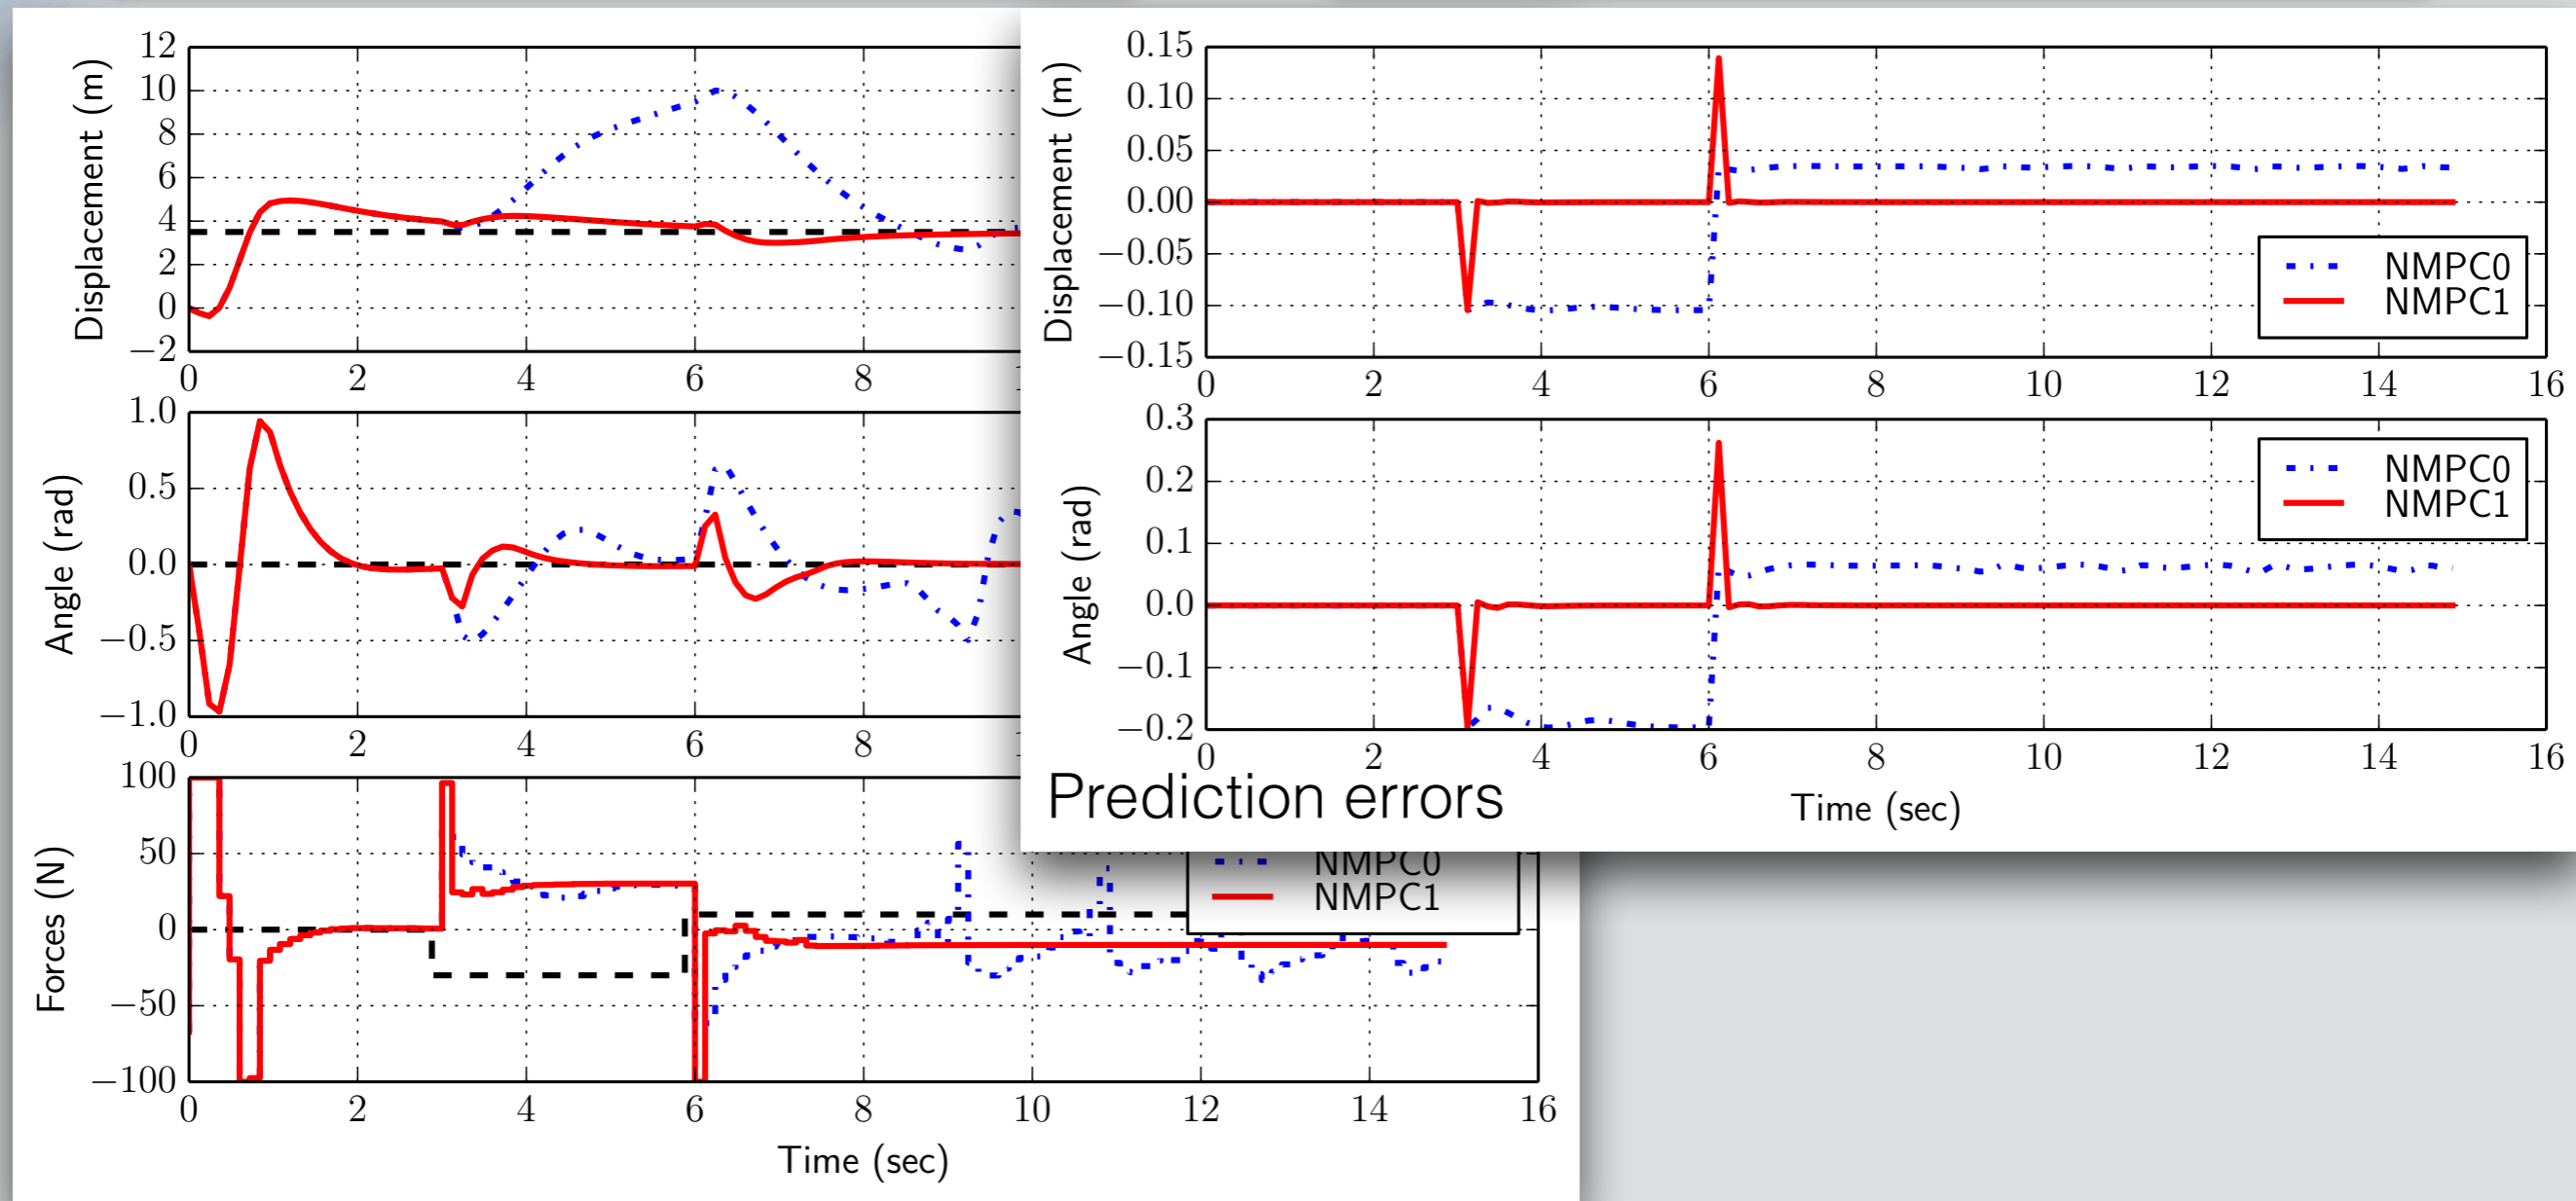 Displacement (m)
12
10
8
6
4
2
0
−2
0 2 4 6 8
Angle (rad)
1.0
0.5
0.0
−0.5
−1.0
0 2 4 6 8
Forces (N)
100
50
0
−50
−100
0 2 4 6 8 10 12 14 16
Time (sec)
NMPC0
NMPC1
Displacement (m)
0.15
0.10
0.05
0.00
−0.05
−0.10
−0.15
0 2 4 6 8 10 12 14 16
NMPC0
NMPC1
Angle (rad)
0.3
0.2
0.1
0.0
−0.1
−0.2
0 2 4 6 8 10 12 14 16
NMPC0
NMPC1
Prediction errors
Time (sec)